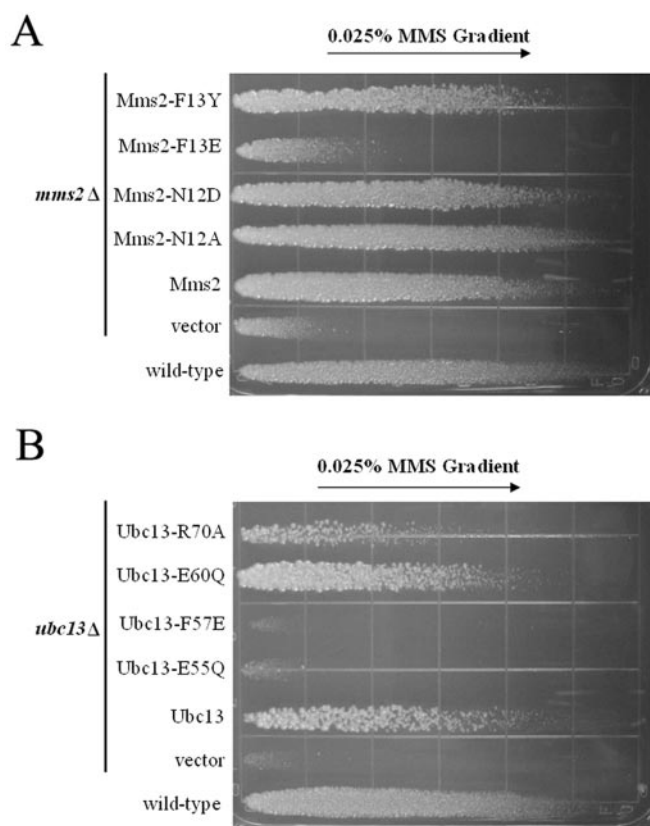 A
0.025% MMS Gradient
Mms2-F13Y
Mms2-F13E
mms2Δ
Mms2-N12D
Mms2-N12A
Mms2
vector
wild-type
B
0.025% MMS Gradient
Ubc13-R70A
Ubc13-E60Q
ubc13Δ
Ubc13-F57E
Ubc13-E55Q
Ubc13
vector
wild-type